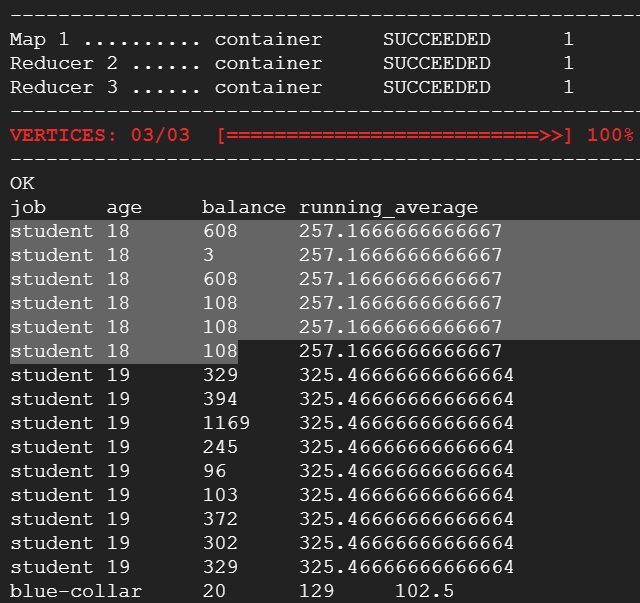 --------------------------------------------------------
Map 1 .......... container     SUCCEEDED      1
Reducer 2 ...... container     SUCCEEDED      1
Reducer 3 ...... container     SUCCEEDED      1
--------------------------------------------------------
VERTICES: 03/03  [==========================>>] 100%
--------------------------------------------------------
OK
job     age     balance running_average
student 18      608     257.1666666666667
student 18      3       257.1666666666667
student 18      608     257.1666666666667
student 18      108     257.1666666666667
student 18      108     257.1666666666667
student 18      108     257.1666666666667
student 19      329     325.46666666666664
student 19      394     325.46666666666664
student 19      1169    325.46666666666664
student 19      245     325.46666666666664
student 19      96      325.46666666666664
student 19      103     325.46666666666664
student 19      372     325.46666666666664
student 19      302     325.46666666666664
student 19      329     325.46666666666664
blue-collar     20      129     102.5